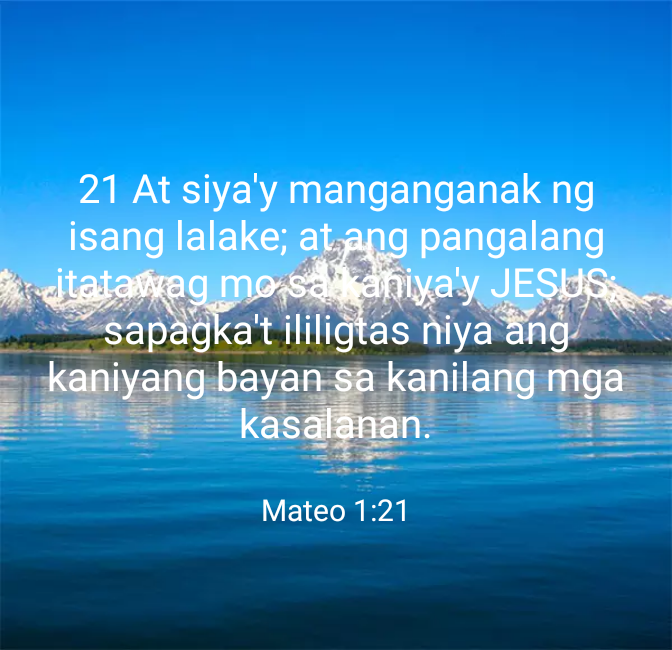 21 At siya'y manganganak ng
isang lalake; at ang pangalang
itatawag mo sa kaniya'y JESUS;
sapagka't ililigtas niya ang
kaniyang bayan sa kanilang mga
kasalanan.
Mateo 1:21